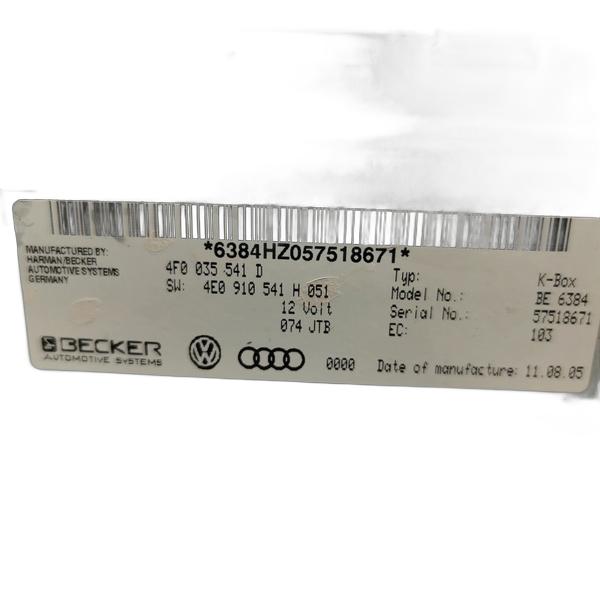 *6384HZ057518671*
MANUFACTURED BY:
HARMAN/BECKER
AUTOMOTIVE SYSTEMS
GERMANY
4F0 035 541 D
SW: 4E0 910 541 H 051
12 Volt
074 JTB
Typ: K-Box
Model No.: BE 6384
Serial No.: 57518671
EC: 103
BECKER
AUTOMOTIVE SYSTEMS
0000
Date of manufacture: 11.08.05